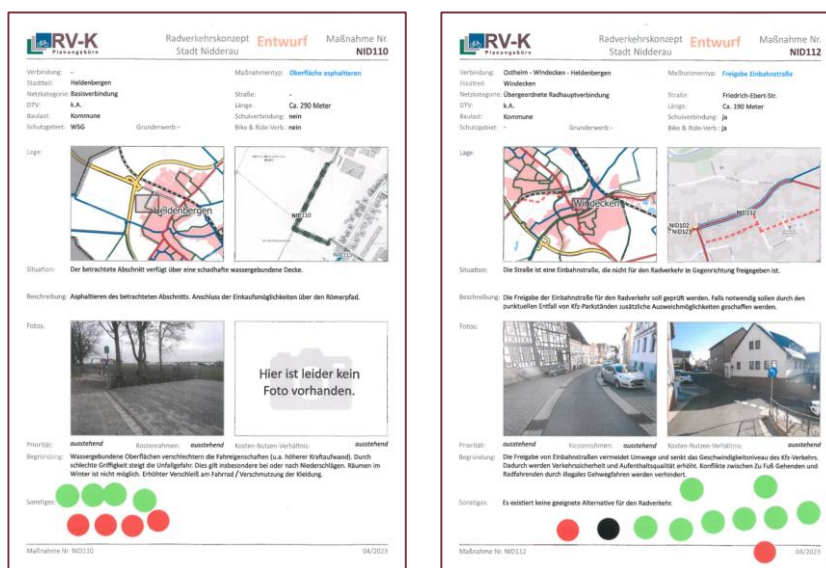 RV-K
Planungsbüro
Radverkehrskonzept
Stadt Nidderau
Entwurf
Maßnahme Nr.
NID110
Verbindung: -
Maßnahmentyp: Oberfläche asphaltieren
Stadtteil: Heldenbergen
Netzkategorie: Basisverbindung
Straße: -
DTV: k.A.
Länge: Ca. 290 Meter
Baulast: Kommune
Schulverbindung: nein
Schutzgebiet: WSG
Grunderwerb: -
Bike & Ride-Verb.: nein
Lage:
Heldenbergen
NID110
Situation: Der betrachtete Abschnitt verfügt über eine schadhafte wassergebundene Decke.
Beschreibung: Asphaltieren des betrachteten Abschnitts. Anschluss der Einkaufsmöglichkeiten über den Römerpfad.
Fotos:
Hier ist leider kein
Foto vorhanden.
Priorität: ausstehend
Kostenrahmen: ausstehend
Kosten-Nutzen-Verhältnis: ausstehend
Begründung: Wassergebundene Oberflächen verschlechtern die Fahreigenschaften (u.a. höherer Kraftaufwand). Durch
schlechte Griffigkeit steigt die Unfallgefahr. Dies gilt insbesondere bei oder nach Niederschlägen. Räumen im
Winter ist nicht möglich. Erhöhter Verschleiß am Fahrrad / Verschmutzung der Kleidung.
Sonstiges:
Maßnahme Nr. NID110
04/2023
RV-K
Planungsbüro
Radverkehrskonzept
Stadt Nidderau
Entwurf
Maßnahme Nr.
NID112
Verbindung: Ostheim - Windecken - Heldenbergen
Maßnahmentyp: Freigabe Einbahnstraße
Stadtteil: Windecken
Netzkategorie: Übergeordnete Radhauptverbindung
Straße: Friedrich-Ebert-Str.
DTV: k.A.
Länge: Ca. 190 Meter
Baulast: Kommune
Schulverbindung: ja
Schutzgebiet: -
Grunderwerb: -
Bike & Ride-Verb.: ja
Lage:
Windecken
NID102
NID123
NID112
Situation: Die Straße ist eine Einbahnstraße, die nicht für den Radverkehr in Gegenrichtung freigegeben ist.
Beschreibung: Die Freigabe der Einbahnstraße für den Radverkehr soll geprüft werden. Falls notwendig sollen durch den
punktuellen Entfall von Kfz-Parkständen zusätzliche Ausweichmöglichkeiten geschaffen werden.
Fotos:
Priorität: ausstehend
Kostenrahmen: ausstehend
Kosten-Nutzen-Verhältnis: ausstehend
Begründung: Die Freigabe von Einbahnstraßen vermeidet Umwege und senkt das Geschwindigkeitsniveau des Kfz-Verkehrs.
Dadurch werden Verkehrssicherheit und Aufenthaltsqualität erhöht. Konflikte zwischen Zu Fuß Gehenden und
Radfahrenden durch illegales Gehwegfahren werden verhindert.
Sonstiges: Es existiert keine geeignete Alternative für den Radverkehr.
Maßnahme Nr. NID112
04/2023